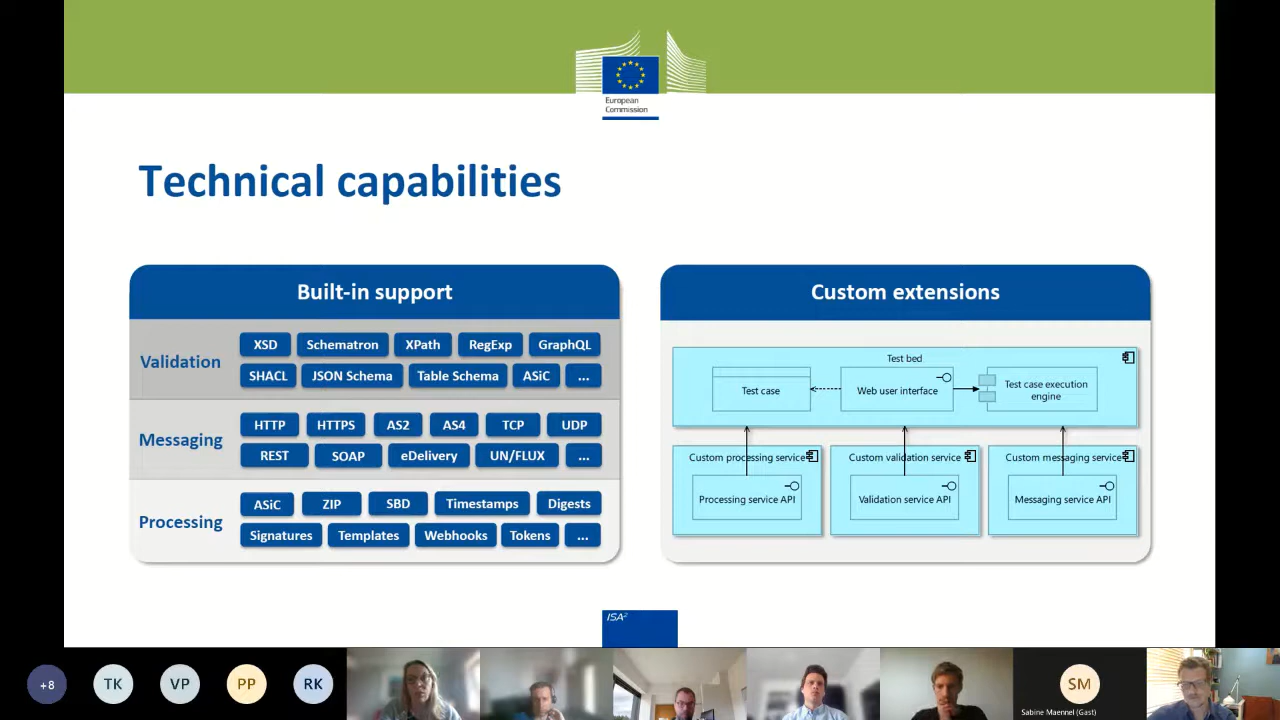 European
Commission
Technical capabilities
Built-in support
Validation
XSD Schematron XPath RegExp GraphQL
SHACL JSON Schema Table Schema ASiC ...
Messaging
HTTP HTTPS AS2 AS4 TCP UDP
REST SOAP eDelivery UN/FLUX ...
Processing
ASiC ZIP SBD Timestamps Digests
Signatures Templates Webhooks Tokens ...
Custom extensions
Test bed
Test case
Web user interface
Test case execution
engine
Custom processing service
Custom validation service
Custom messaging service
Processing service API
Validation service API
Messaging service API
ISA²
+8 TK VP PP RK SM
Sabine Maennel (Gast)